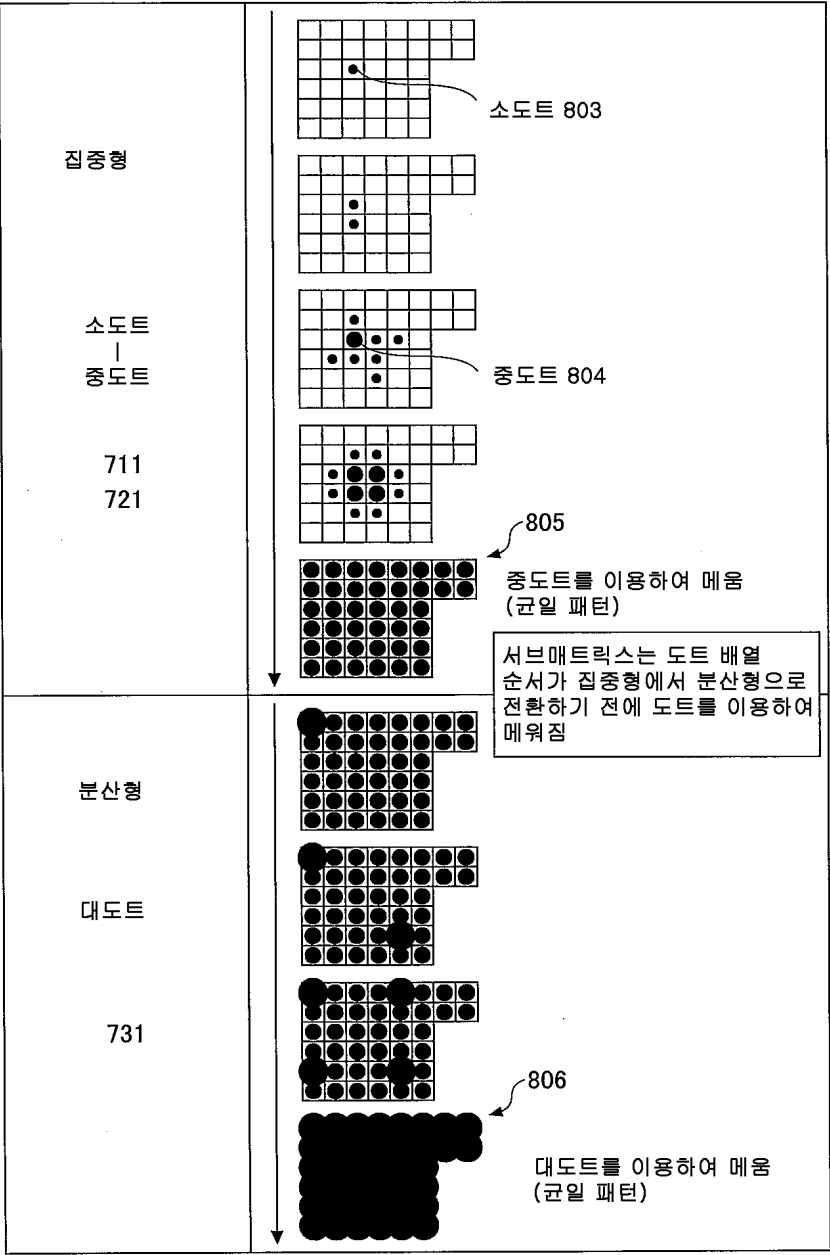 소도트 803
집중형
소도트
|
중도트
중도트 804
711
721
805
중도트를 이용하여 메움
(균일 패턴)
서브매트릭스는 도트 배열
순서가 집중형에서 분산형으로
전환하기 전에 도트를 이용하여
메워짐
분산형
대도트
731
806
대도트를 이용하여 메움
(균일 패턴)